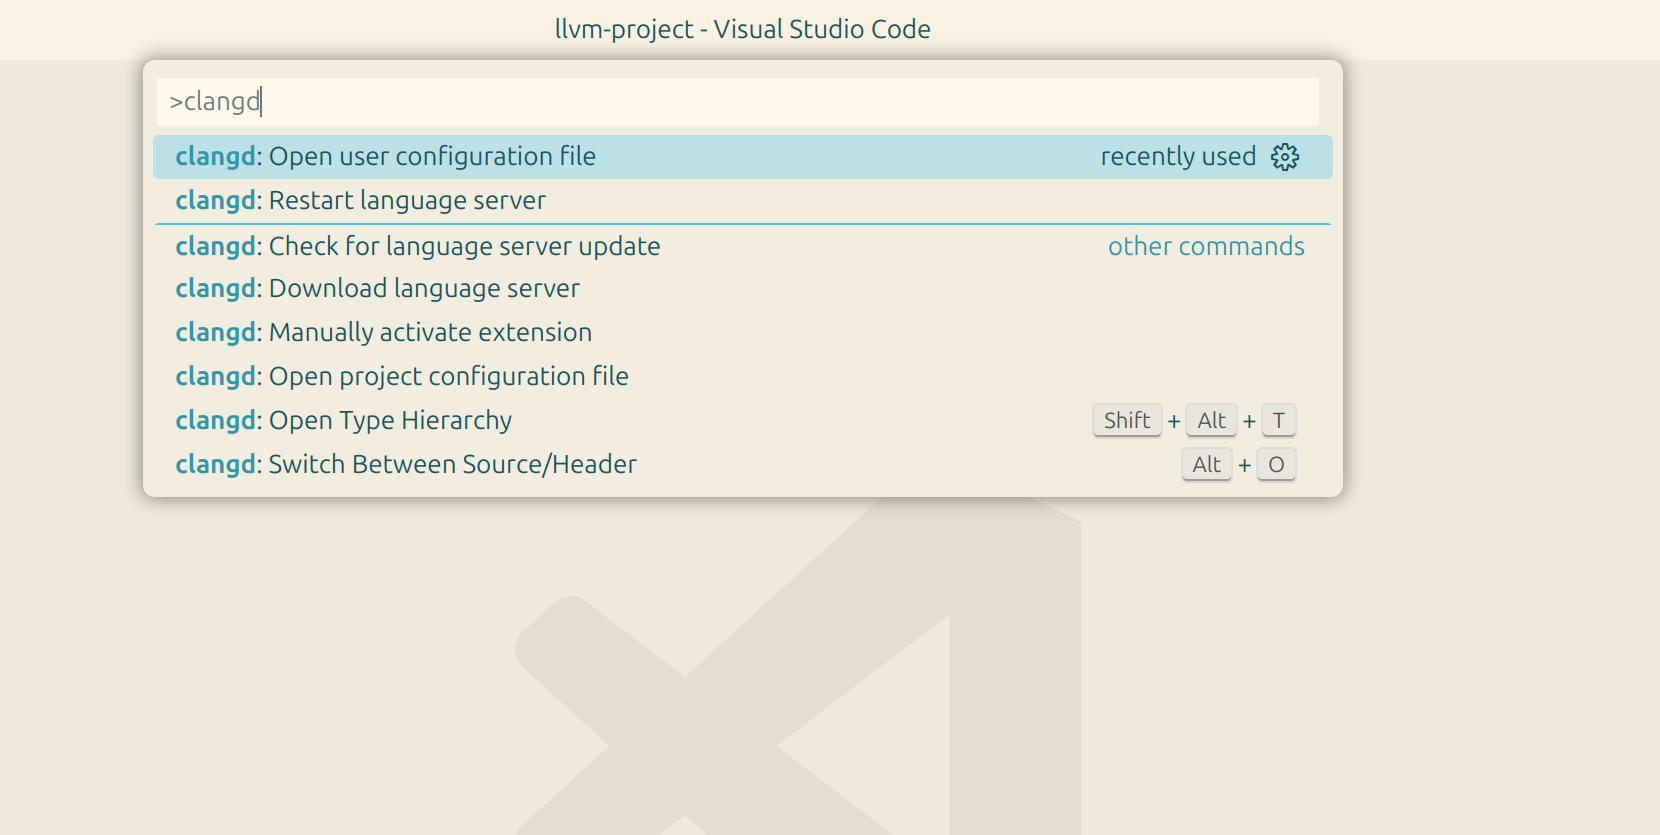 llvm-project - Visual Studio Code
>clangd
clangd: Open user configuration file recently used
clangd: Restart language server
clangd: Check for language server update other commands
clangd: Download language server
clangd: Manually activate extension
clangd: Open project configuration file
clangd: Open Type Hierarchy Shift + Alt + T
clangd: Switch Between Source/Header Alt + O